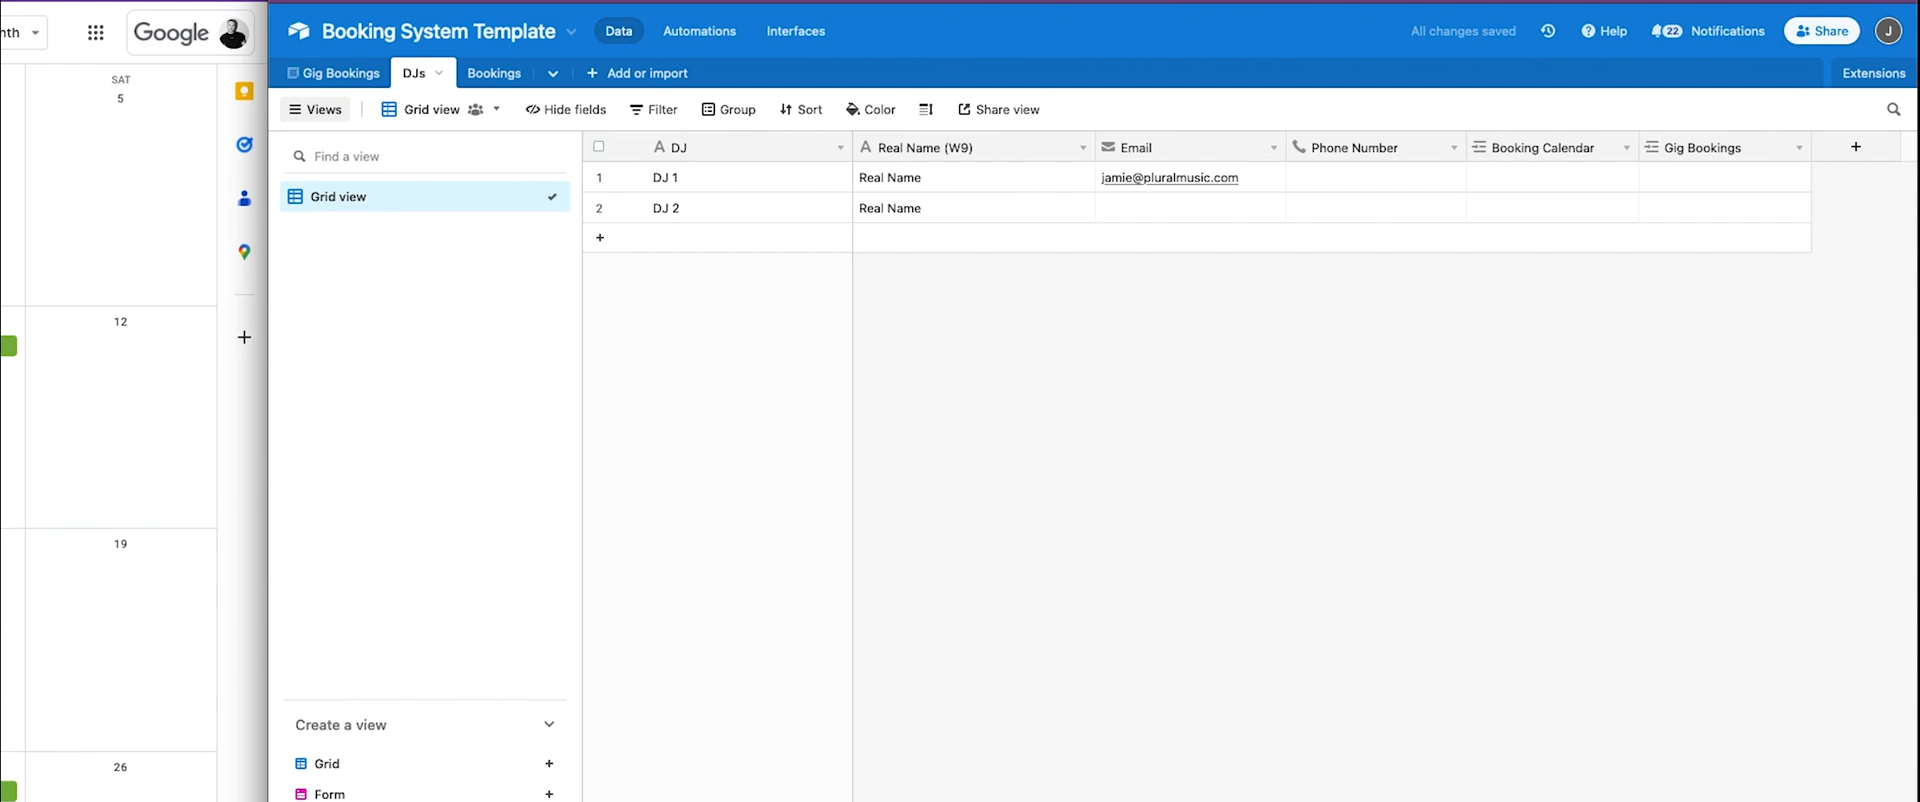 nth
Google
SAT
5
12
19
26
Booking System Template
Data
Automations
Interfaces
All changes saved
Help
22
Notifications
Share
J
Gig Bookings
DJs
Bookings
+ Add or import
Extensions
Views
Grid view
Hide fields
Filter
Group
Sort
Color
Share view
Find a view
Grid view
Create a view
Grid +
Form +
A DJ
A Real Name (W9)
Email
Phone Number
Booking Calendar
Gig Bookings
+
1 DJ 1 Real Name jamie@pluralmusic.com
2 DJ 2 Real Name
+